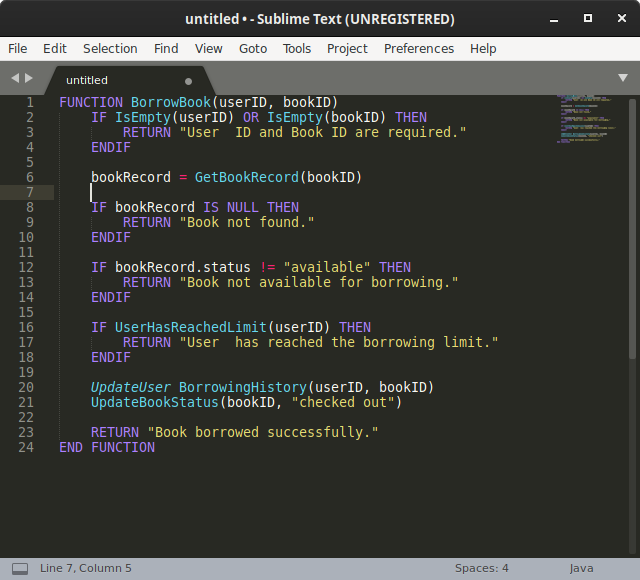 untitled • - Sublime Text (UNREGISTERED)
File Edit Selection Find View Goto Tools Project Preferences Help
untitled
1 FUNCTION BorrowBook(userID, bookID)
2     IF IsEmpty(userID) OR IsEmpty(bookID) THEN
3         RETURN "User  ID and Book ID are required."
4     ENDIF
5
6     bookRecord = GetBookRecord(bookID)
7
8     IF bookRecord IS NULL THEN
9         RETURN "Book not found."
10     ENDIF
11
12     IF bookRecord.status != "available" THEN
13         RETURN "Book not available for borrowing."
14     ENDIF
15
16     IF UserHasReachedLimit(userID) THEN
17         RETURN "User  has reached the borrowing limit."
18     ENDIF
19
20     UpdateUser BorrowingHistory(userID, bookID)
21     UpdateBookStatus(bookID, "checked out")
22
23     RETURN "Book borrowed successfully."
24 END FUNCTION
Line 7, Column 5 Spaces: 4 Java